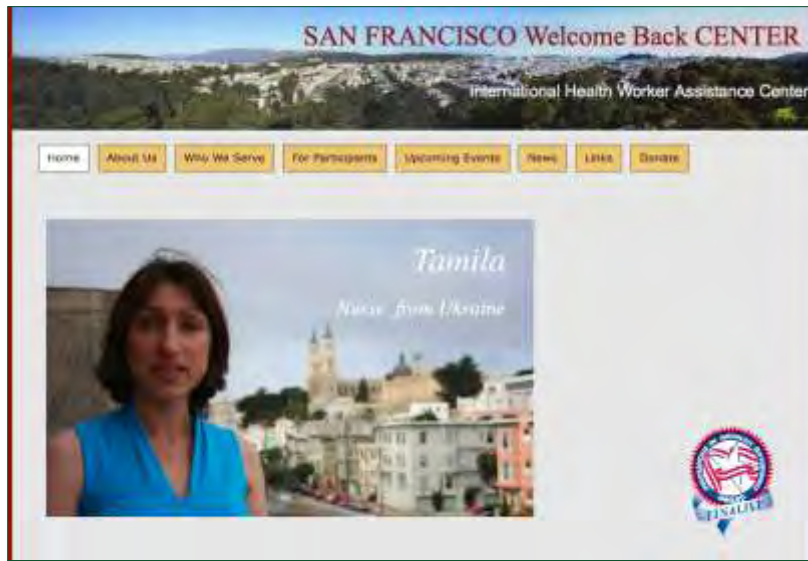 SAN FRANCISCO Welcome Back CENTER
International Health Worker Assistance Center
Home About Us Who We Serve For Participants Upcoming Events News Links Donate
Tamila
Nurse from Ukraine
FINALIST